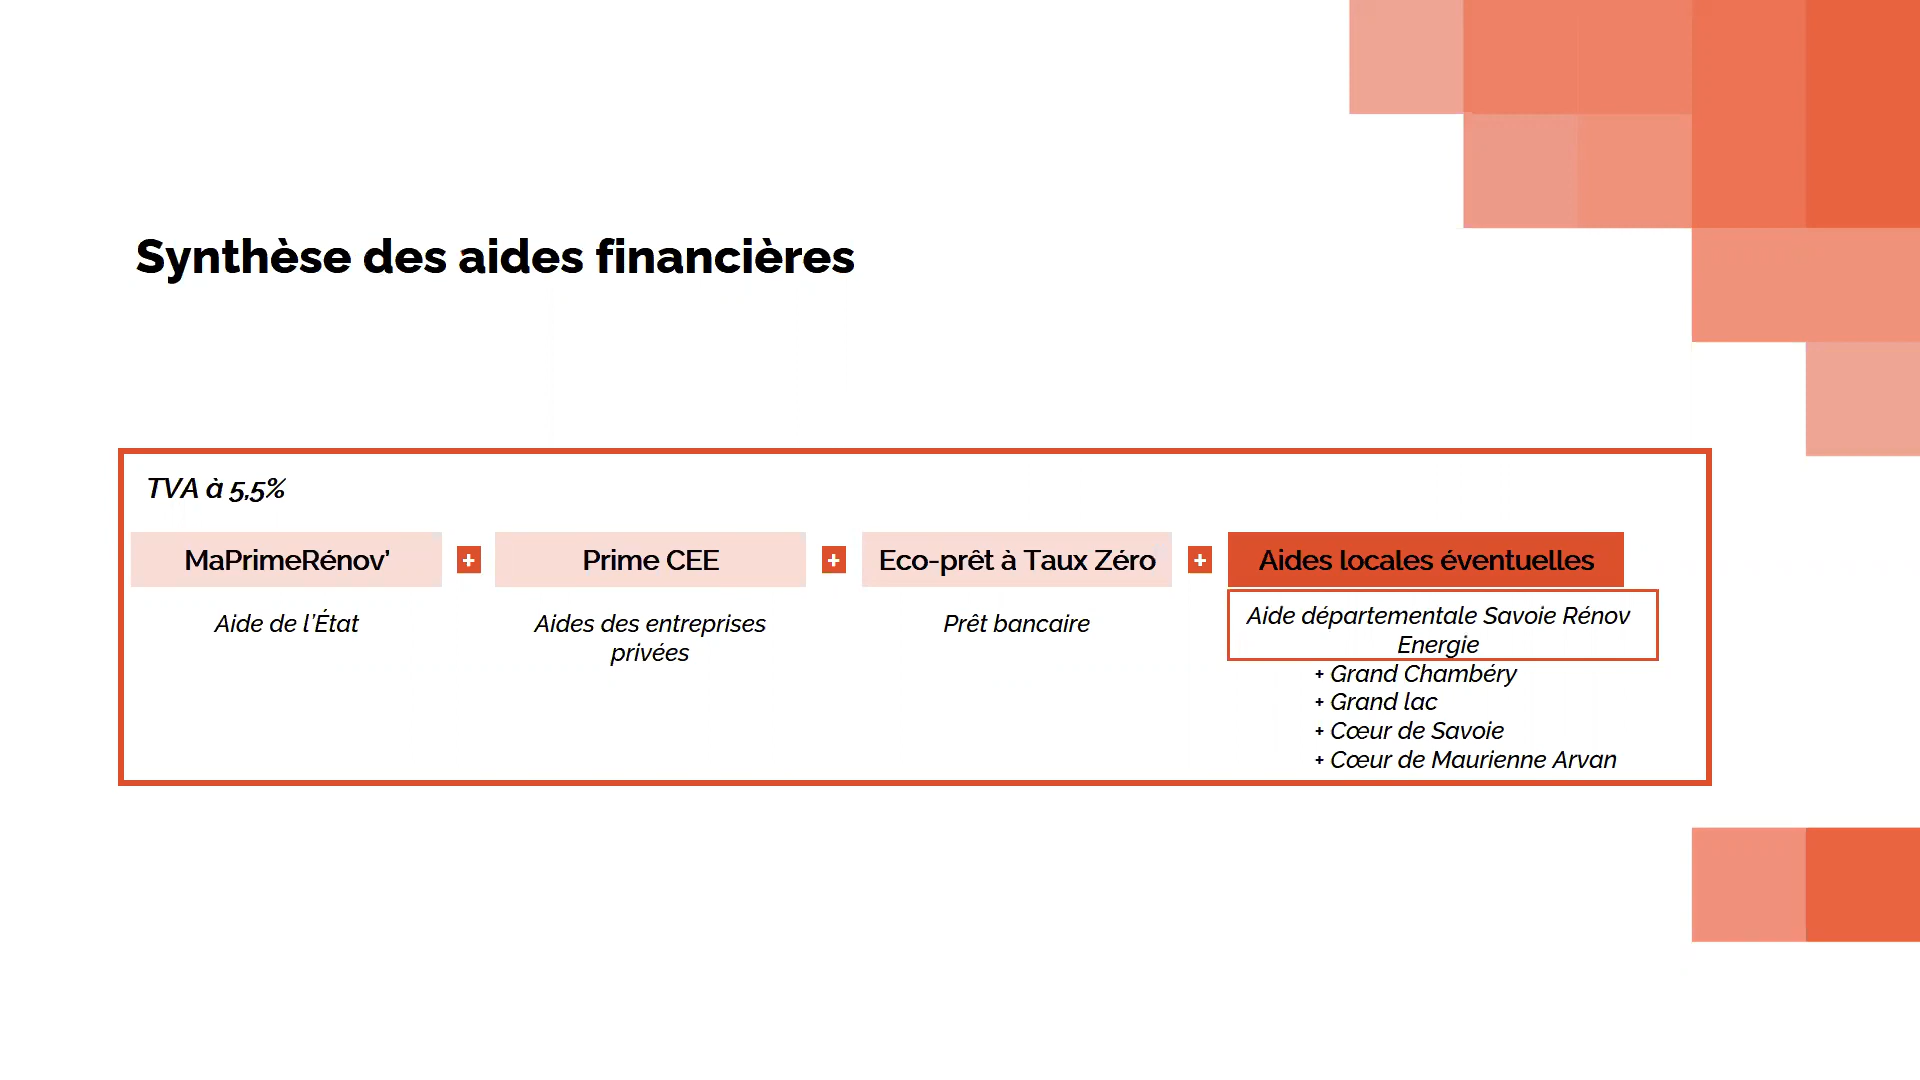 Synthèse des aides financières
TVA à 5,5%
MaPrimeRénov’ + Prime CEE + Eco-prêt à Taux Zéro + Aides locales éventuelles
Aide de l’État
Aides des entreprises
privées
Prêt bancaire
Aide départementale Savoie Rénov
Energie
+ Grand Chambéry
+ Grand lac
+ Cœur de Savoie
+ Cœur de Maurienne Arvan